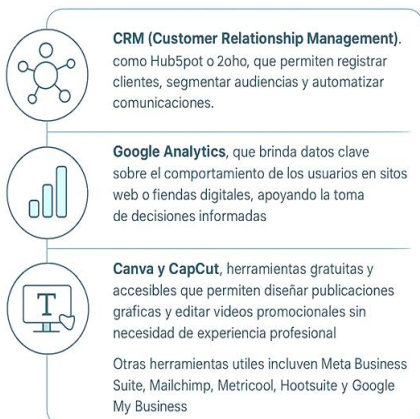 CRM (Customer Relationship Management).
como Hub5pot o 2oho, que permiten registrar
clientes, segmentar audiencias y automatizar
comunicaciones.
Google Analytics, que brinda datos clave
sobre el comportamiento de los usuarios en sitos
web o fiendas digitales, apoyando la toma
de decisiones informadas
T
Canva y CapCut, herramientas gratuitas y
accesibles que permiten diseñar publicaciones
graficas y editar videos promocionales sin
necesidad de experiencia profesional
Otras herramientas utiles incluven Meta Business
Suite, Mailchimp, Metricool, Hootsuite y Google
My Business